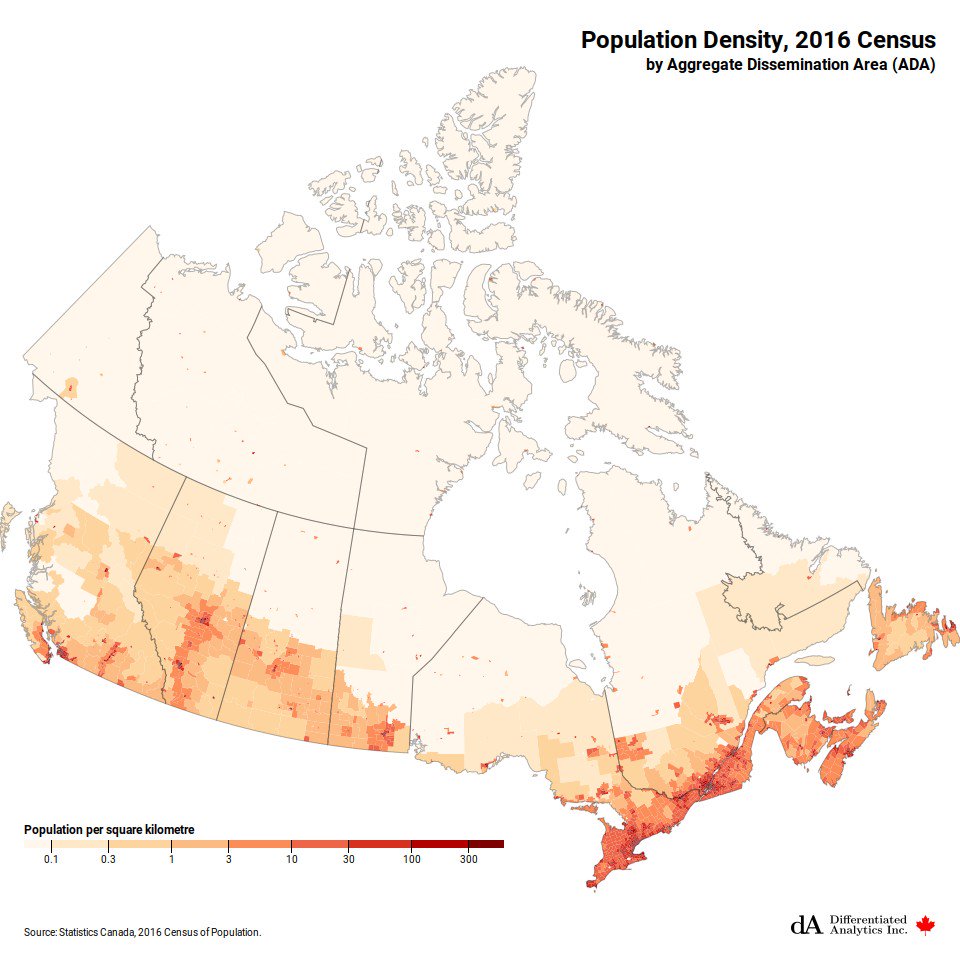 Population Density, 2016 Census
by Aggregate Dissemination Area (ADA)
Population per square kilometre
0.1 0.3 1 3 10 30 100 300
Source: Statistics Canada, 2016 Census of Population.
dA Differentiated
Analytics Inc.